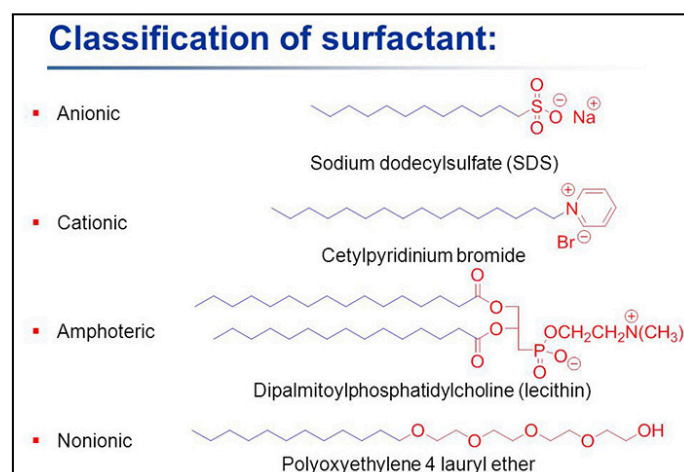 Classification of surfactant:
Anionic
O
S
O
O⊖ Na⊕
Sodium dodecylsulfate (SDS)
Cationic
⊕
N
Br⊖
Cetylpyridinium bromide
Amphoteric
O
O
O
O
P
O
O⊖
OCH₂CH₂N(CH₃)
⊕
Dipalmitoylphosphatidylcholine (lecithin)
Nonionic
O O O O OH
Polyoxyethylene 4 lauryl ether